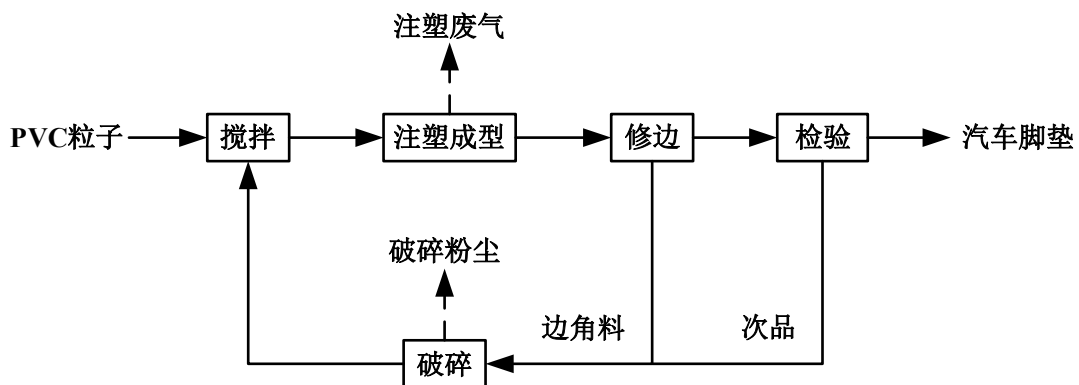 注塑废气
PVC粒子
搅拌
注塑成型
修边
检验
汽车脚垫
破碎粉尘
边角料
次品
破碎